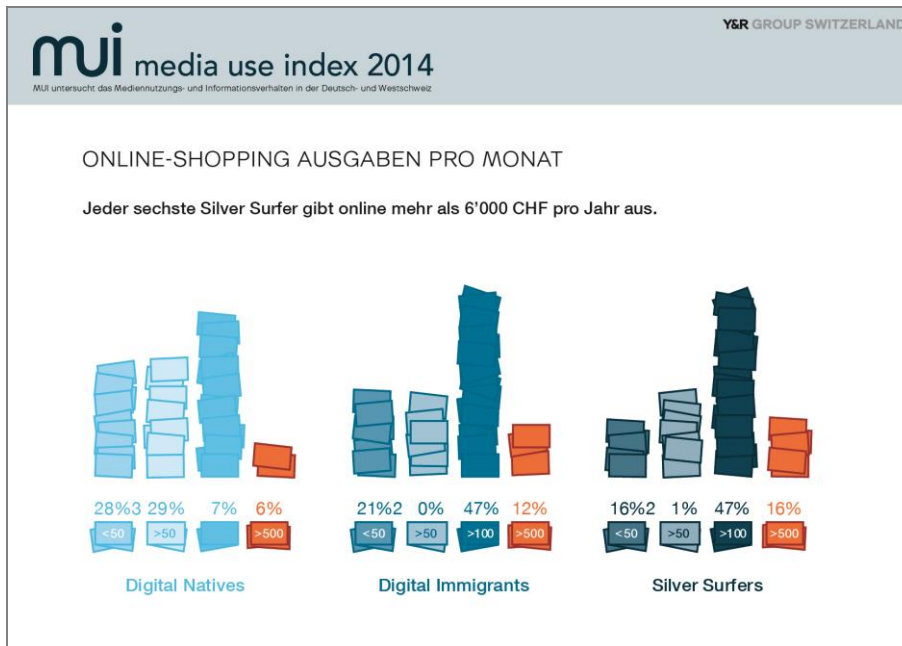 Y&R GROUP SWITZERLAND
mui media use index 2014
MUI untersucht das Mediennutzungs- und Informationsverhalten in der Deutsch- und Westschweiz
ONLINE-SHOPPING AUSGABEN PRO MONAT
Jeder sechste Silver Surfer gibt online mehr als 6'000 CHF pro Jahr aus.
28%3 29% 7% 6%
21%2 0% 47% 12%
16%2 1% 47% 16%
<50 >50 >500
<50 >50 >100 >500
<50 >50 >100 >500
Digital Natives
Digital Immigrants
Silver Surfers